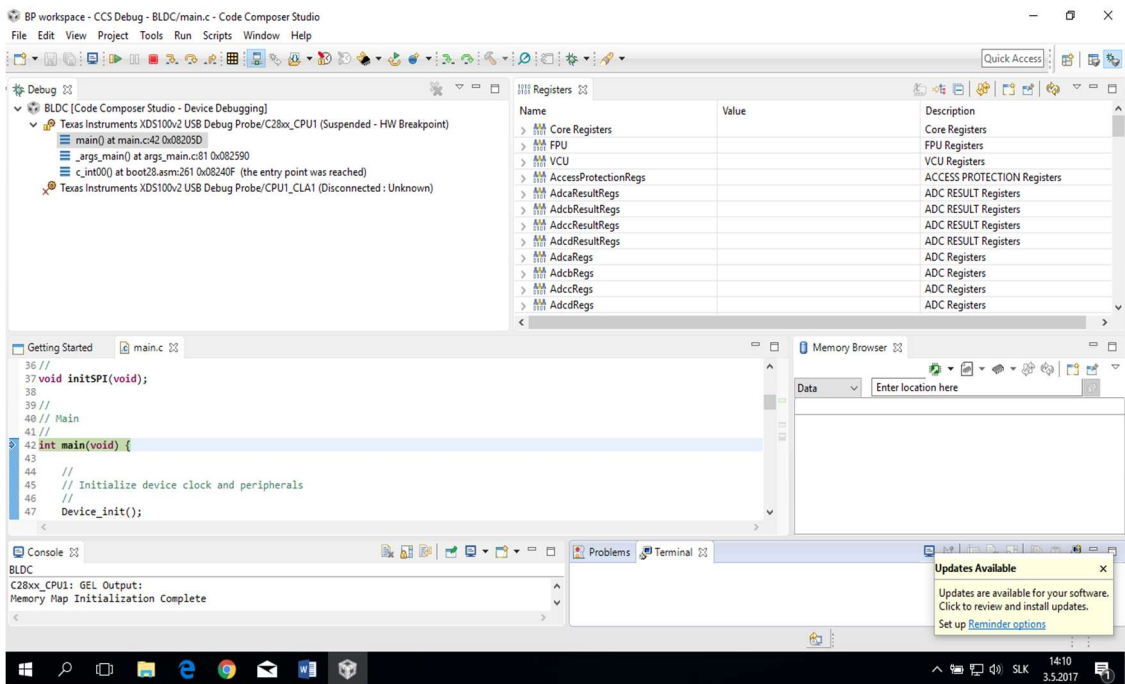 BP workspace - CCS Debug - BLDC/main.c - Code Composer Studio
File Edit View Project Tools Run Scripts Window Help
Quick Access
Debug
BLDC [Code Composer Studio - Device Debugging]
Texas Instruments XDS100v2 USB Debug Probe/C28xx_CPU1 (Suspended - HW Breakpoint)
main() at main.c:42 0x08205D
_args_main() at args_main.c:81 0x082590
c_int00() at boot28.asm:261 0x08240F (the entry point was reached)
Texas Instruments XDS100v2 USB Debug Probe/CPU1_CLA1 (Disconnected : Unknown)
Registers
Name Value Description
Core Registers Core Registers
FPU FPU Registers
VCU VCU Registers
AccessProtectionRegs ACCESS PROTECTION Registers
AdcaResultRegs ADC RESULT Registers
AdcbResultRegs ADC RESULT Registers
AdccResultRegs ADC RESULT Registers
AdcdResultRegs ADC RESULT Registers
AdcaRegs ADC Registers
AdcbRegs ADC Registers
AdccRegs ADC Registers
AdcdRegs ADC Registers
Getting Started main.c
36 //
37 void initSPI(void);
38
39 //
40 // Main
41 //
42 int main(void) {
43
44 //
45 // Initialize device clock and peripherals
46 //
47 Device_init();
Memory Browser
Data Enter location here
Console
BLDC
C28xx_CPU1: GEL Output:
Memory Map Initialization Complete
Problems Terminal
Updates Available
Updates are available for your software.
Click to review and install updates.
Set up Reminder options
SLK
14:10
3.5.2017